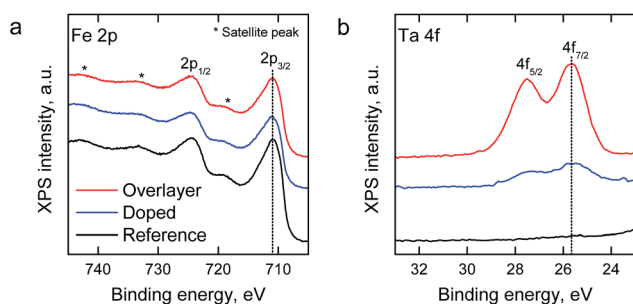 a
Fe 2p
* Satellite peak
2p1/2
2p3/2
*
*
*
Overlayer
Doped
Reference
XPS intensity, a.u.
740
730
720
710
Binding energy, eV
b
Ta 4f
4f5/2
4f7/2
XPS intensity, a.u.
32
30
28
26
24
Binding energy, eV